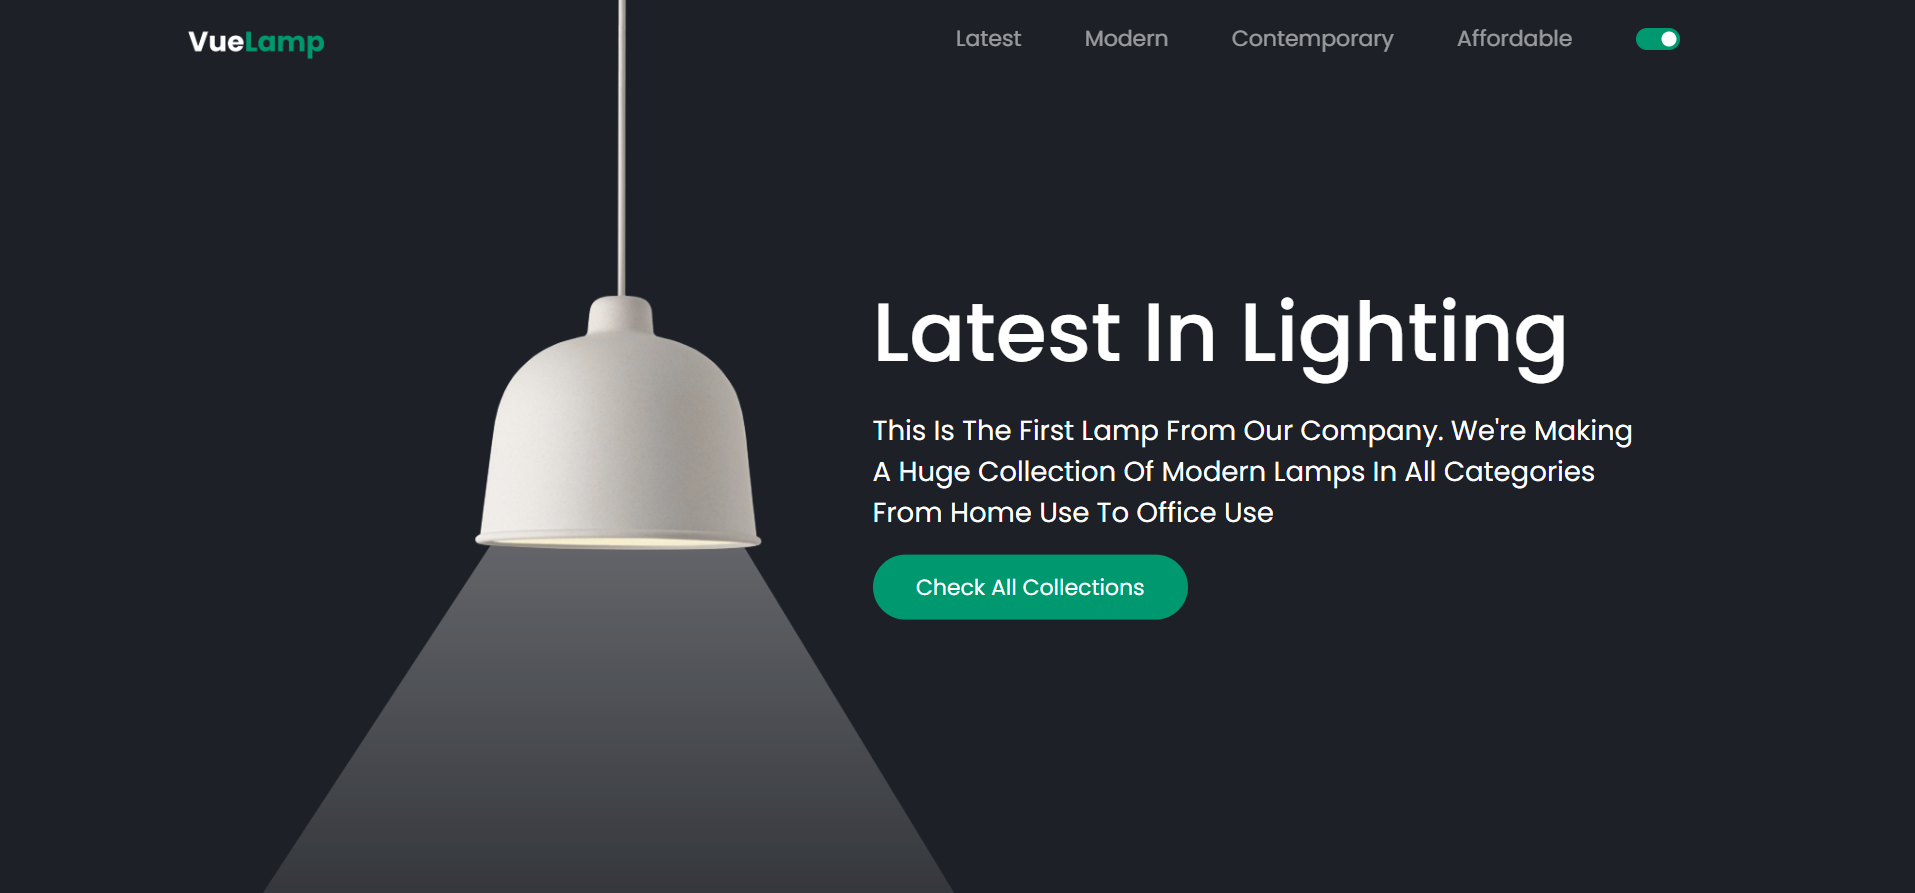 VueLamp
Latest
Modern
Contemporary
Affordable
Latest In Lighting
This Is The First Lamp From Our Company. We're Making
A Huge Collection Of Modern Lamps In All Categories
From Home Use To Office Use
Check All Collections